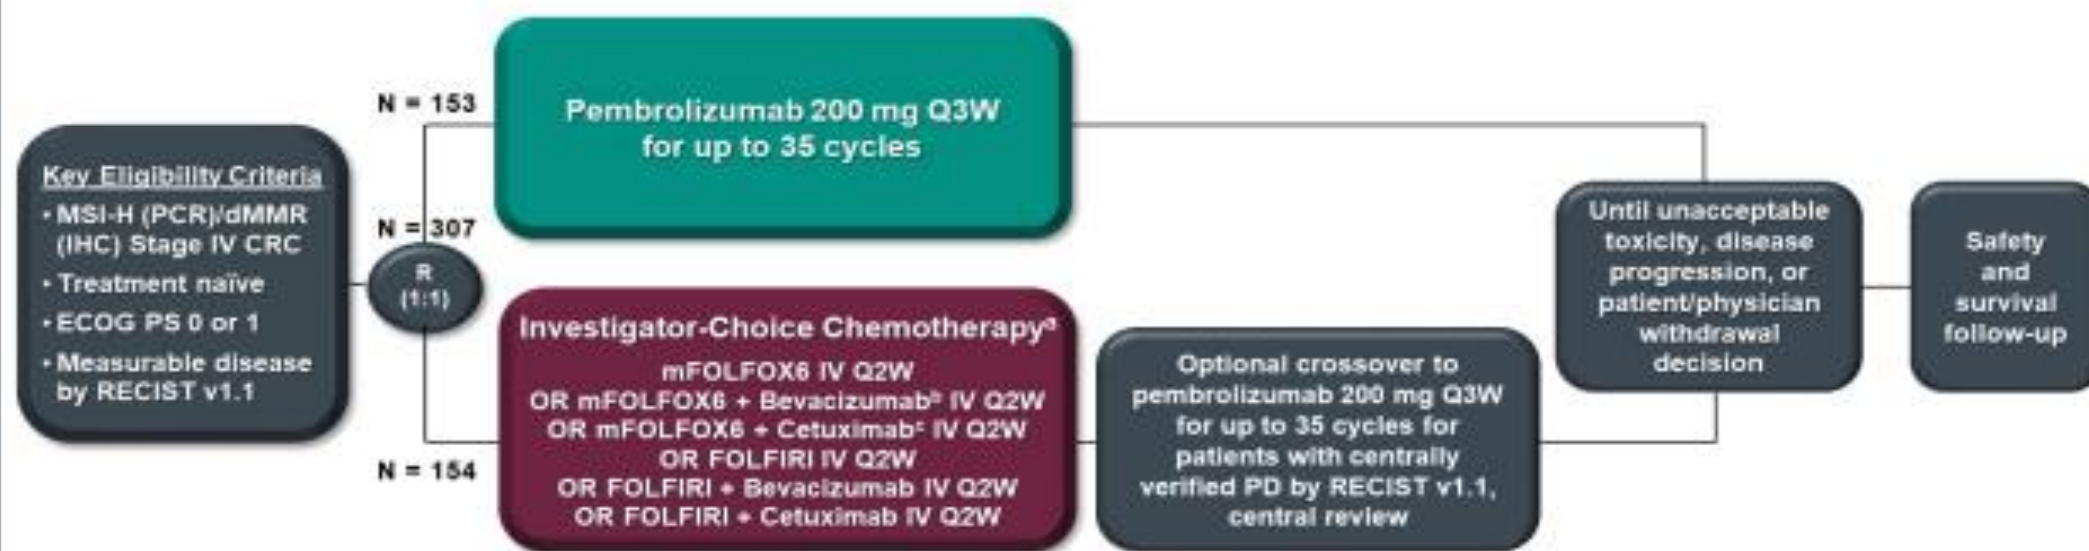 Key Eligibility Criteria
• MSI-H (PCR)/dMMR
(IHC) Stage IV CRC
• Treatment naïve
• ECOG PS 0 or 1
• Measurable disease
by RECIST v1.1
N = 153
N = 307
R
(1:1)
N = 154
Pembrolizumab 200 mg Q3W
for up to 35 cycles
Investigator-Choice Chemotherapyᵃ
mFOLFOX6 IV Q2W
OR mFOLFOX6 + Bevacizumabᵇ IV Q2W
OR mFOLFOX6 + Cetuximabᶜ IV Q2W
OR FOLFIRI IV Q2W
OR FOLFIRI + Bevacizumab IV Q2W
OR FOLFIRI + Cetuximab IV Q2W
Optional crossover to
pembrolizumab 200 mg Q3W
for up to 35 cycles for
patients with centrally
verified PD by RECIST v1.1,
central review
Until unacceptable
toxicity, disease
progression, or
patient/physician
withdrawal
decision
Safety
and
survival
follow-up